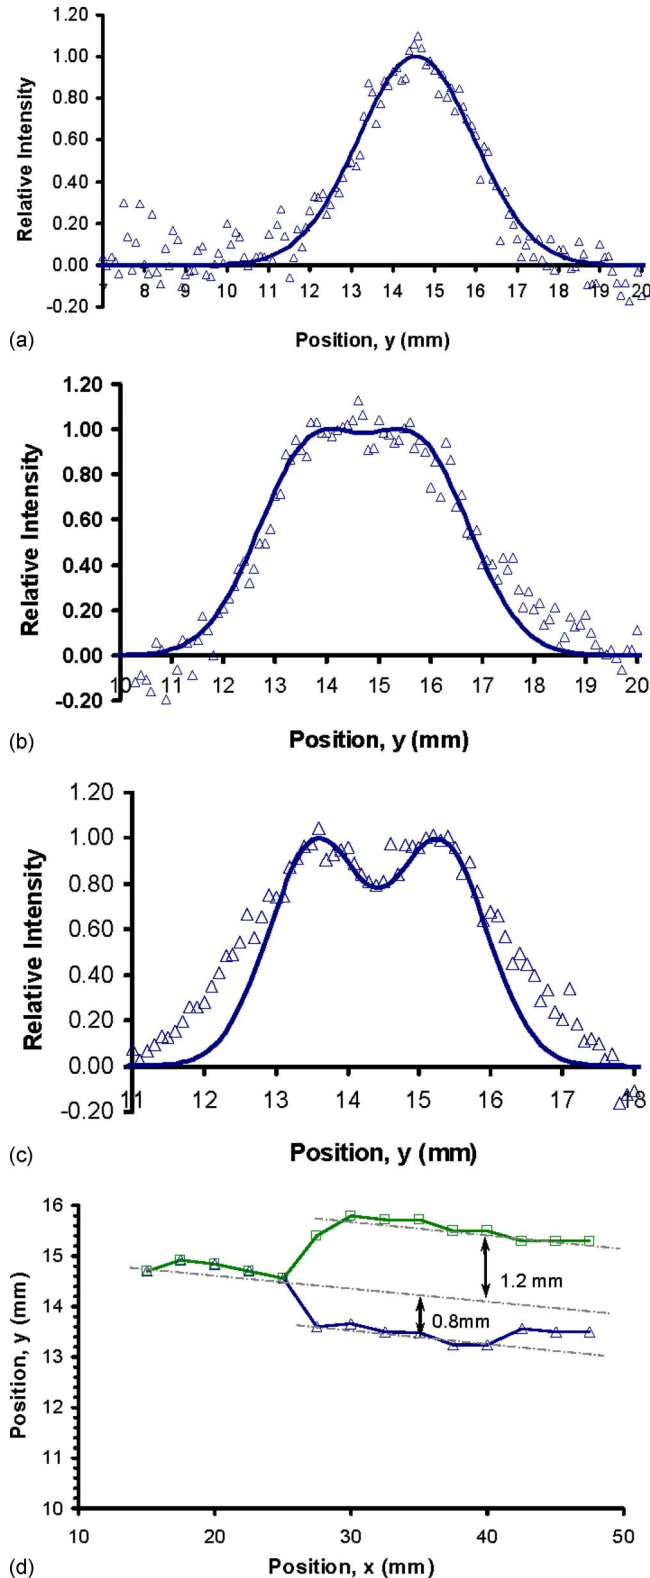 1.20
1.00
0.80
0.60
0.40
0.20
0.00
-0.20
Relative Intensity
7 8 9 10 11 12 13 14 15 16 17 18 19 20
Position, y (mm)
(a)
1.20
1.00
0.80
0.60
0.40
0.20
0.00
-0.20
Relative Intensity
10 11 12 13 14 15 16 17 18 19 20
Position, y (mm)
(b)
1.20
1.00
0.80
0.60
0.40
0.20
0.00
-0.20
Relative Intensity
11 12 13 14 15 16 17 18
Position, y (mm)
(c)
16
15
14
13
12
11
10
Position, y (mm)
1.2 mm
0.8mm
10 20 30 40 50
Position, x (mm)
(d)